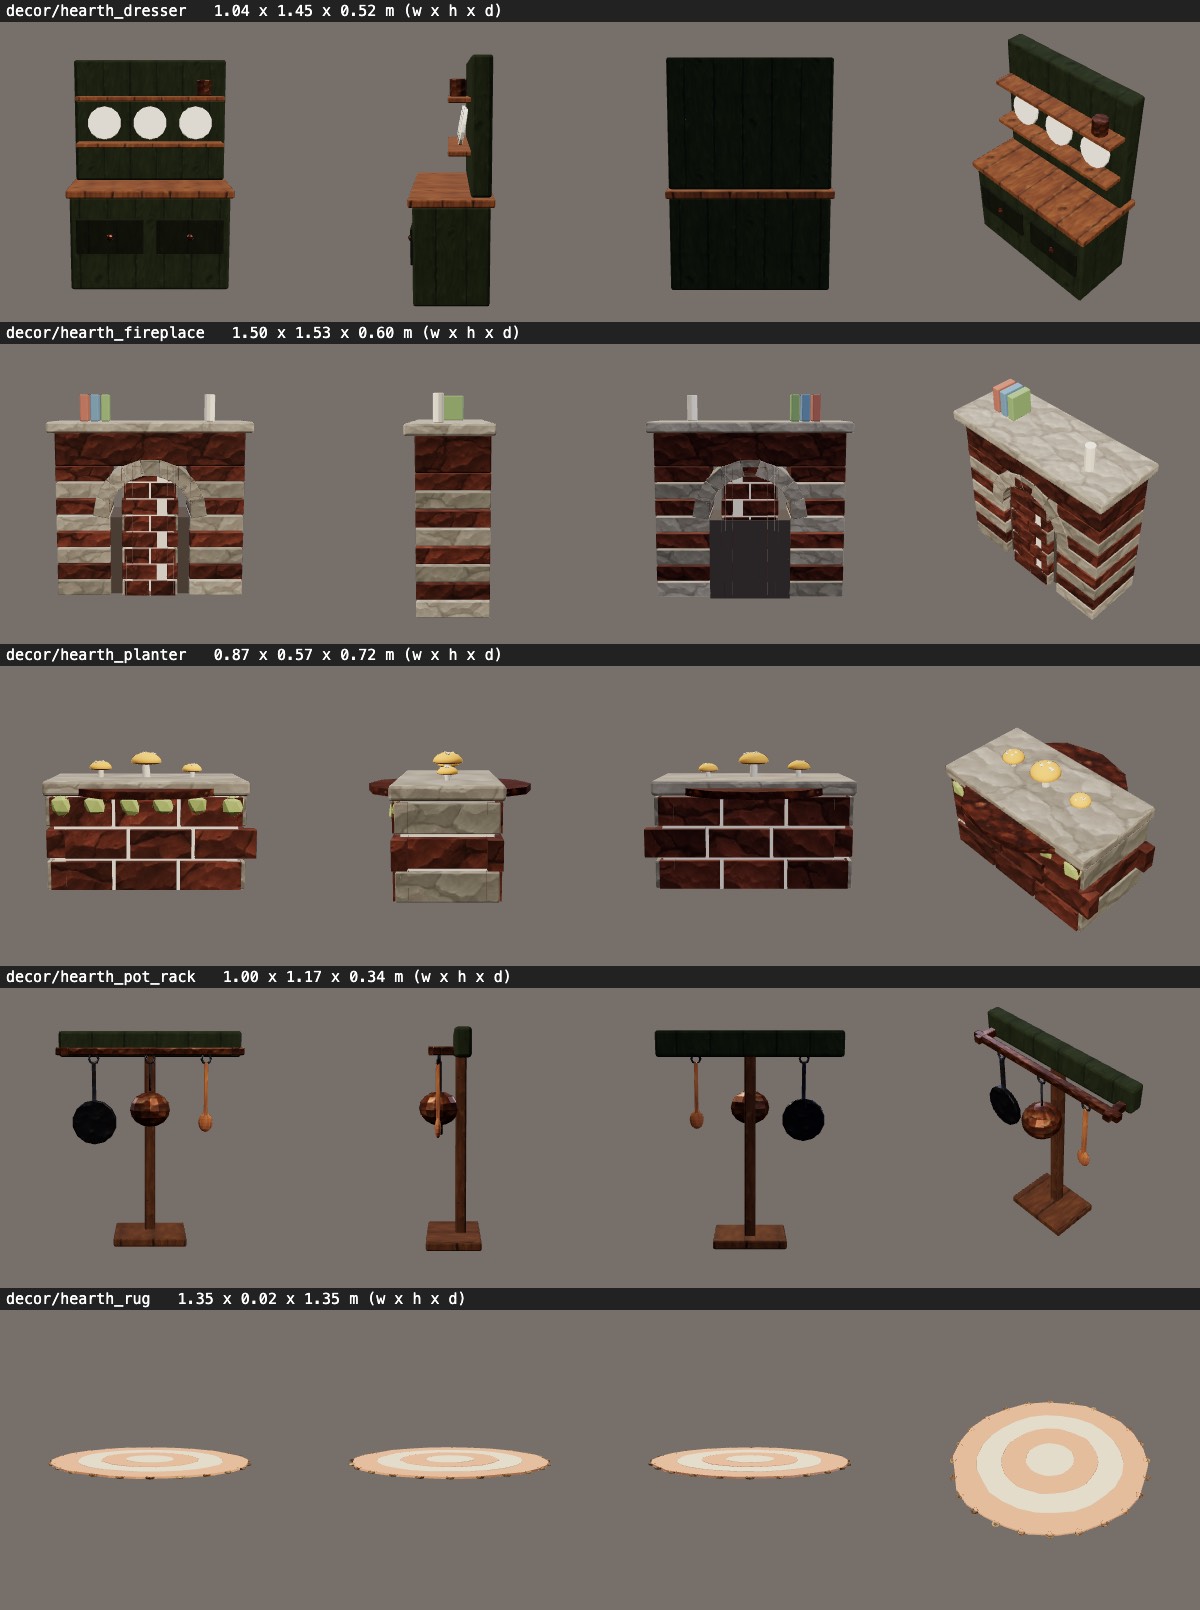 decor/hearth_dresser 1.04 x 1.45 x 0.52 m (w x h x d)
decor/hearth_fireplace 1.50 x 1.53 x 0.60 m (w x h x d)
decor/hearth_planter 0.87 x 0.57 x 0.72 m (w x h x d)
decor/hearth_pot_rack 1.00 x 1.17 x 0.34 m (w x h x d)
decor/hearth_rug 1.35 x 0.02 x 1.35 m (w x h x d)